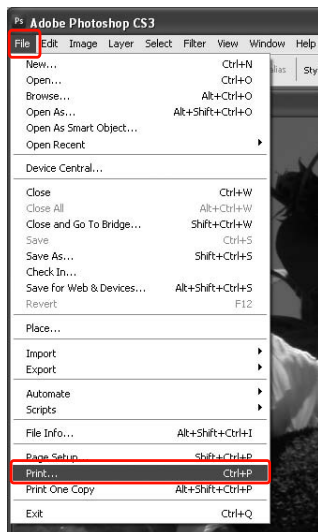 Ps Adobe Photoshop CS3
File Edit Image Layer Select Filter View Window Help
alias Sty
New... Ctrl+N
Open... Ctrl+O
Browse... Alt+Ctrl+O
Open As... Alt+Shift+Ctrl+O
Open As Smart Object...
Open Recent
Device Central...
Close Ctrl+W
Close All Alt+Ctrl+W
Close and Go To Bridge... Shift+Ctrl+W
Save Ctrl+S
Save As... Shift+Ctrl+S
Check In...
Save for Web & Devices... Alt+Shift+Ctrl+S
Revert F12
Place...
Import
Export
Automate
Scripts
File Info... Alt+Shift+Ctrl+I
Page Setup... Shift+Ctrl+P
Print... Ctrl+P
Print One Copy Alt+Shift+Ctrl+P
Exit Ctrl+Q